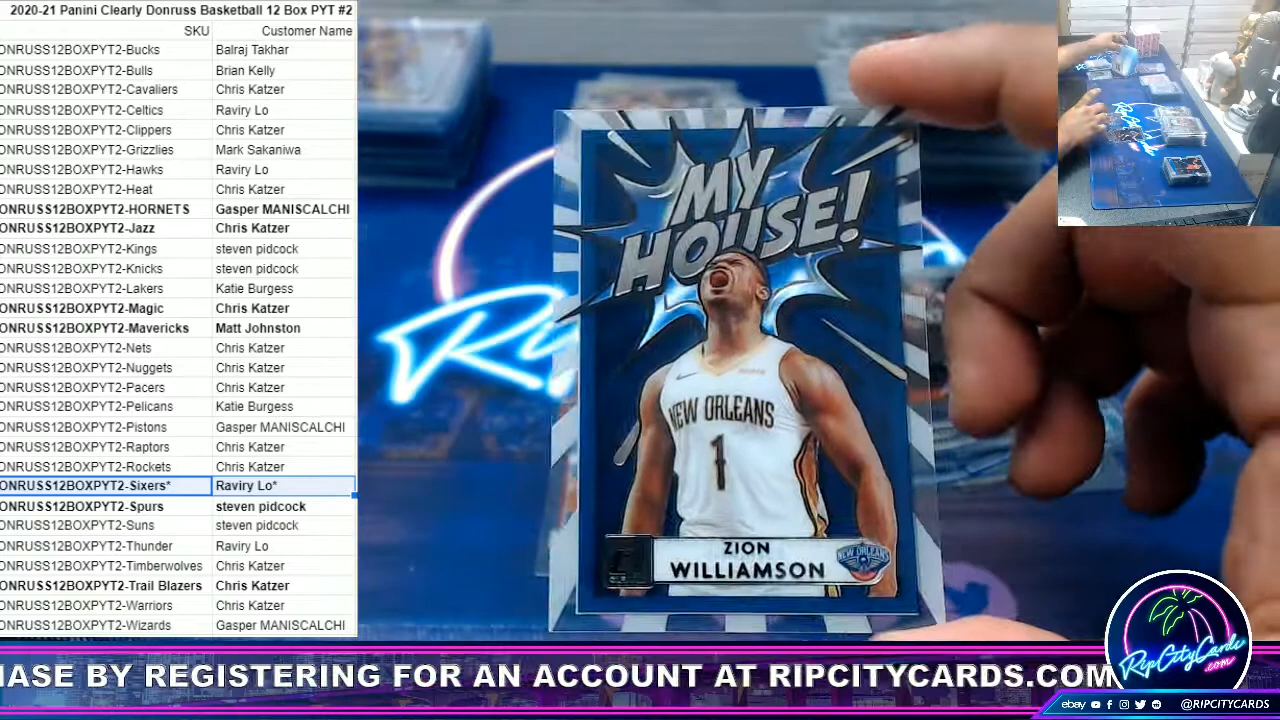 2020-21 Panini Clearly Donruss Basketball 12 Box PYT #2
SKU Customer Name
ONRUSS12BOXPYT2-Bucks Balraj Takhar
ONRUSS12BOXPYT2-Bulls Brian Kelly
ONRUSS12BOXPYT2-Cavaliers Chris Katzer
ONRUSS12BOXPYT2-Celtics Raviry Lo
ONRUSS12BOXPYT2-Clippers Chris Katzer
ONRUSS12BOXPYT2-Grizzlies Mark Sakaniwa
ONRUSS12BOXPYT2-Hawks Raviry Lo
ONRUSS12BOXPYT2-Heat Chris Katzer
ONRUSS12BOXPYT2-HORNETS Gasper MANISCALCHI
ONRUSS12BOXPYT2-Jazz Chris Katzer
ONRUSS12BOXPYT2-Kings steven pidcock
ONRUSS12BOXPYT2-Knicks steven pidcock
ONRUSS12BOXPYT2-Lakers Katie Burgess
ONRUSS12BOXPYT2-Magic Chris Katzer
ONRUSS12BOXPYT2-Mavericks Matt Johnston
ONRUSS12BOXPYT2-Nets Chris Katzer
ONRUSS12BOXPYT2-Nuggets Chris Katzer
ONRUSS12BOXPYT2-Pacers Chris Katzer
ONRUSS12BOXPYT2-Pelicans Katie Burgess
ONRUSS12BOXPYT2-Pistons Gasper MANISCALCHI
ONRUSS12BOXPYT2-Raptors Chris Katzer
ONRUSS12BOXPYT2-Rockets Chris Katzer
ONRUSS12BOXPYT2-Sixers* Raviry Lo*
ONRUSS12BOXPYT2-Spurs steven pidcock
ONRUSS12BOXPYT2-Suns steven pidcock
ONRUSS12BOXPYT2-Thunder Raviry Lo
ONRUSS12BOXPYT2-Timberwolves Chris Katzer
ONRUSS12BOXPYT2-Trail Blazers Chris Katzer
ONRUSS12BOXPYT2-Warriors Chris Katzer
ONRUSS12BOXPYT2-Wizards Gasper MANISCALCHI
MY
HOUSE!
NEW ORLEANS
1
ZION
WILLIAMSON
NEW ORLEANS
HASE BY REGISTERING FOR AN ACCOUNT AT RIPCITYCARDS.COM
RipCityCards
.com
ebay @RIPCITYCARDS